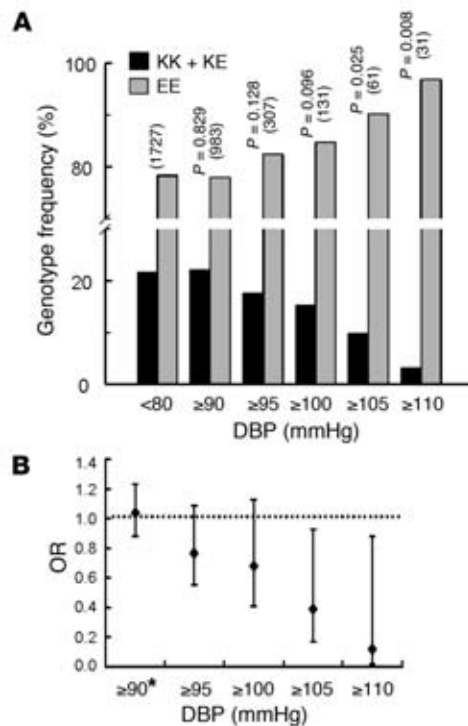 A
KK + KE
EE
Genotype frequency (%)
100
80
20
0
(1727)
P = 0.829
(983)
P = 0.128
(307)
P = 0.096
(131)
P = 0.025
(61)
P = 0.008
(31)
<80 ≥90 ≥95 ≥100 ≥105 ≥110
DBP (mmHg)
B
OR
1.4
1.2
1.0
0.8
0.6
0.4
0.2
0.0
≥90* ≥95 ≥100 ≥105 ≥110
DBP (mmHg)